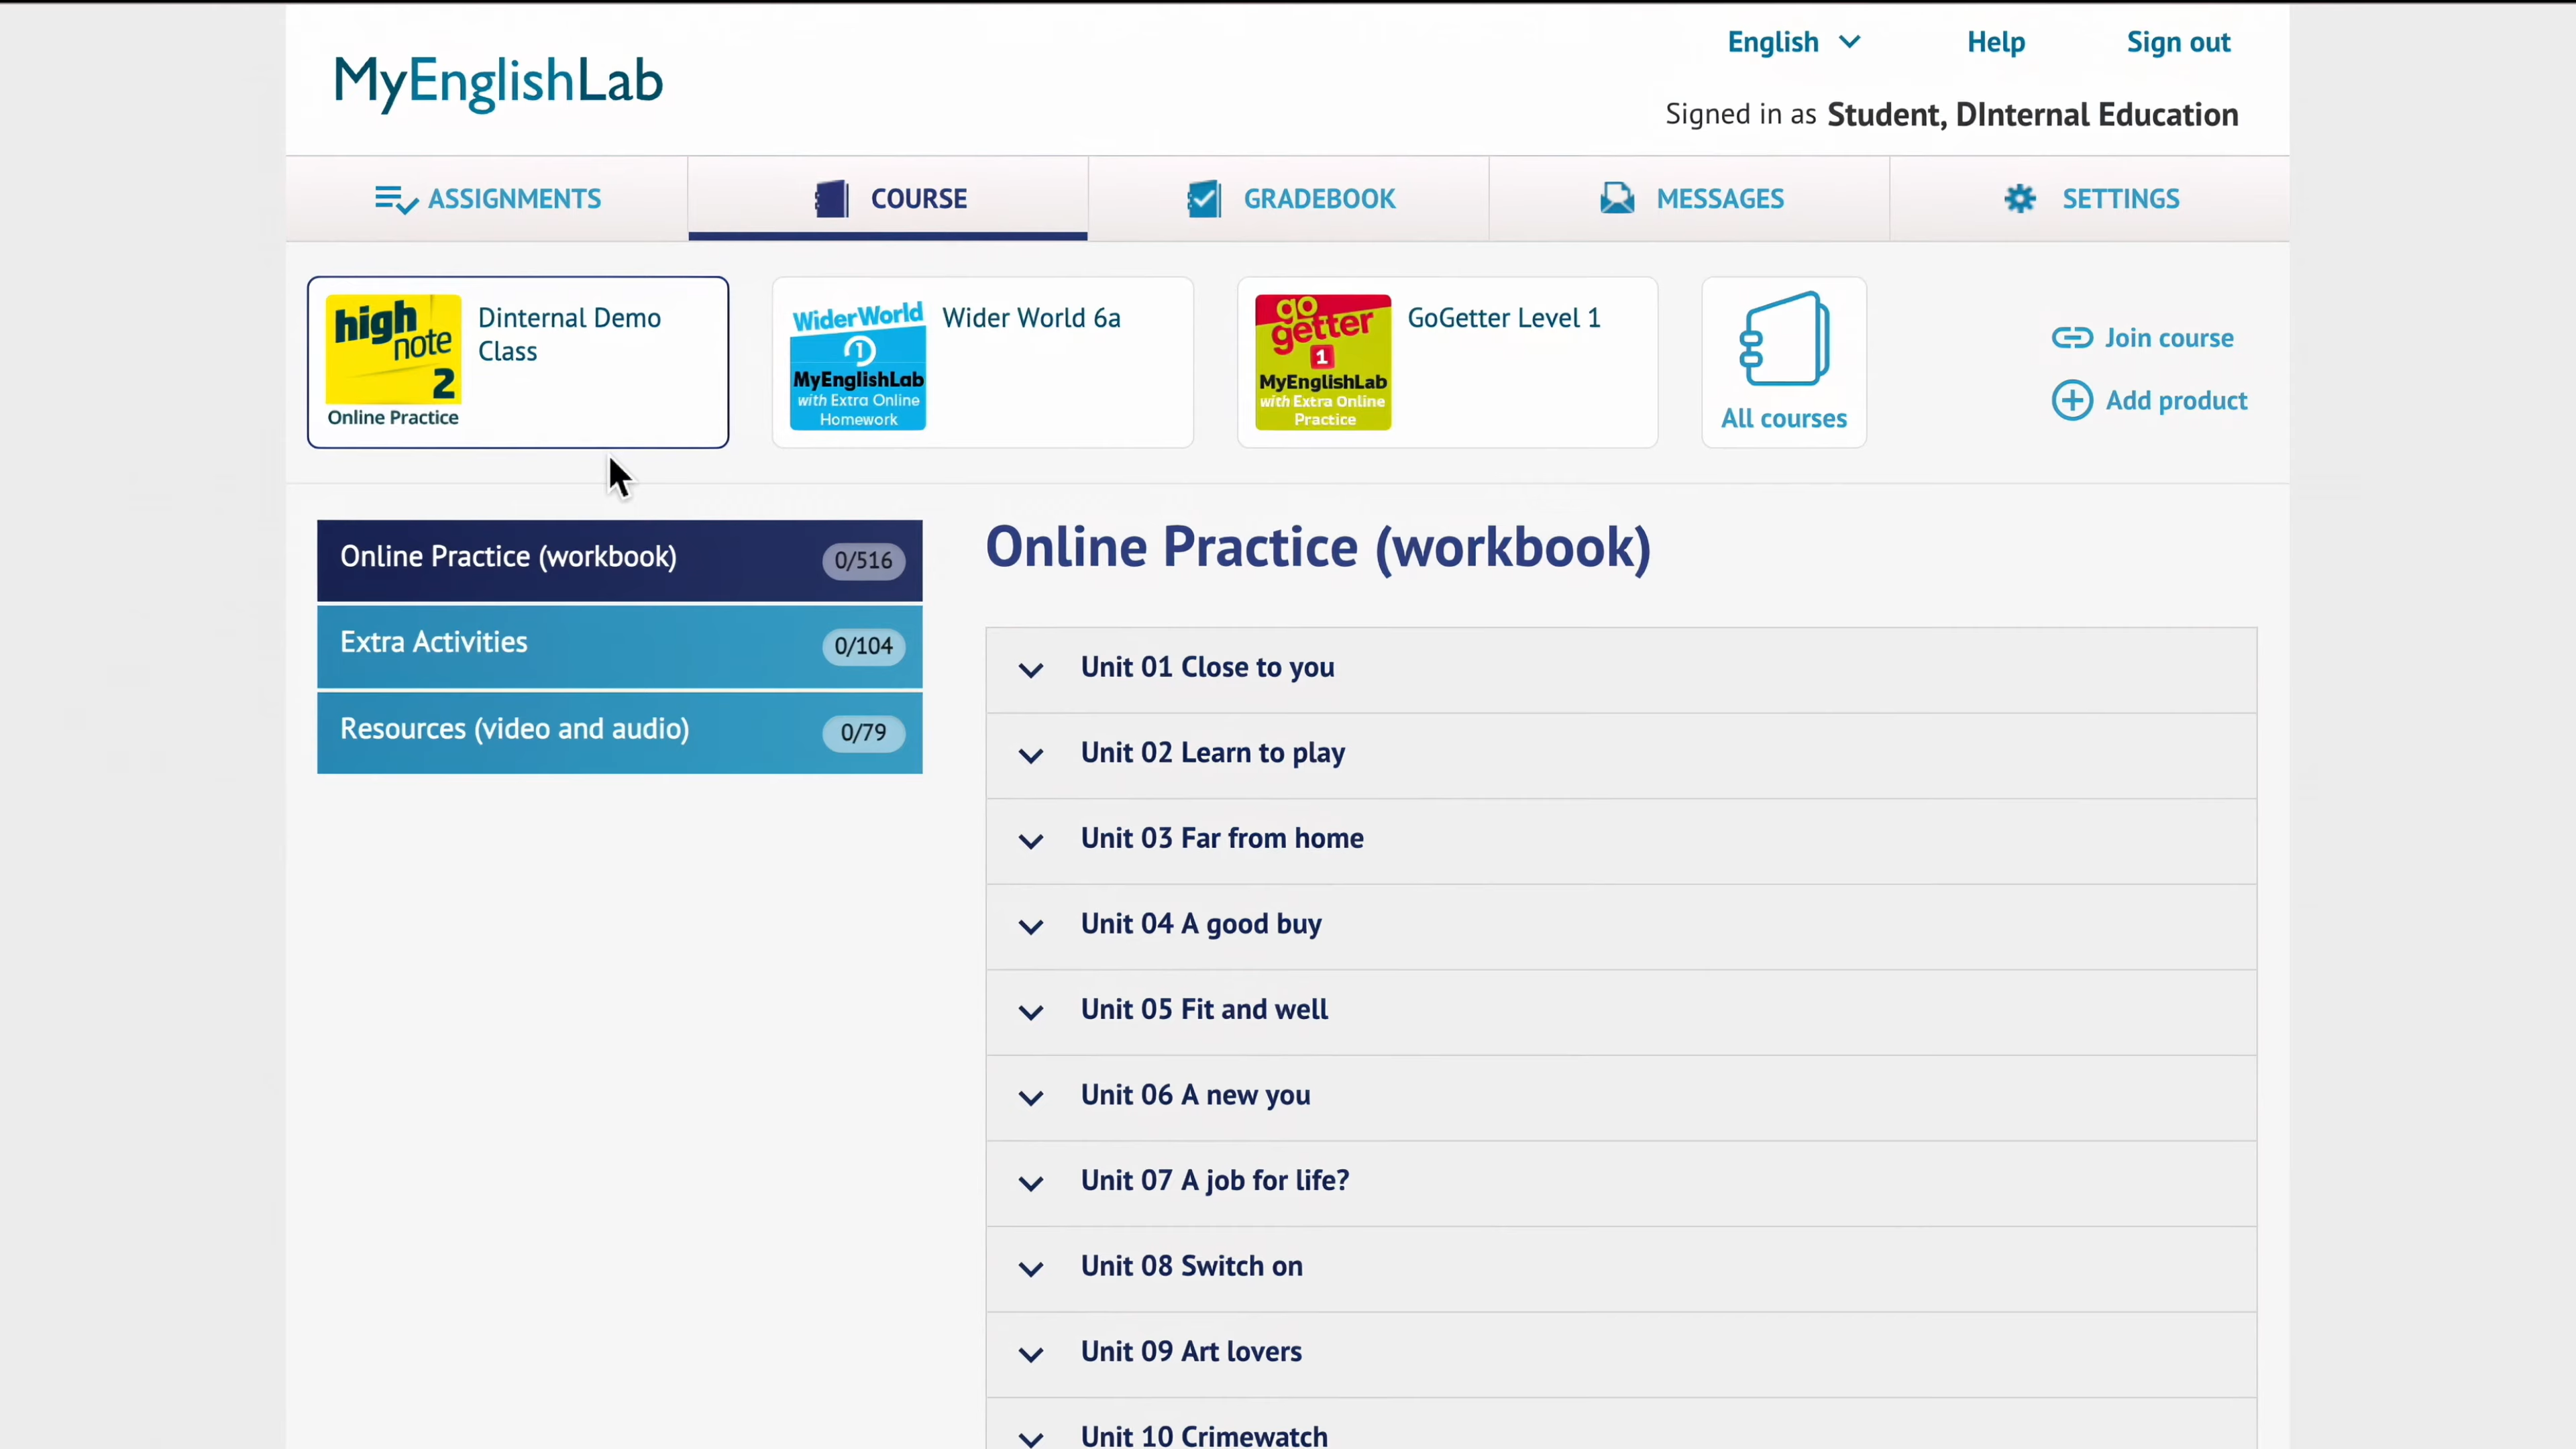 MyEnglishLab
English
Help
Sign out
Signed in as Student, DInternal Education
ASSIGNMENTS
COURSE
GRADEBOOK
MESSAGES
SETTINGS
high
note
2
Online Practice
Dinternal Demo
Class
WiderWorld
1
MyEnglishLab
with Extra Online
Homework
Wider World 6a
go
getter
1
MyEnglishLab
with Extra Online
Practice
GoGetter Level 1
All courses
Join course
Add product
Online Practice (workbook)
0/516
Extra Activities
0/104
Resources (video and audio)
0/79
Online Practice (workbook)
Unit 01 Close to you
Unit 02 Learn to play
Unit 03 Far from home
Unit 04 A good buy
Unit 05 Fit and well
Unit 06 A new you
Unit 07 A job for life?
Unit 08 Switch on
Unit 09 Art lovers
Unit 10 Crimewatch